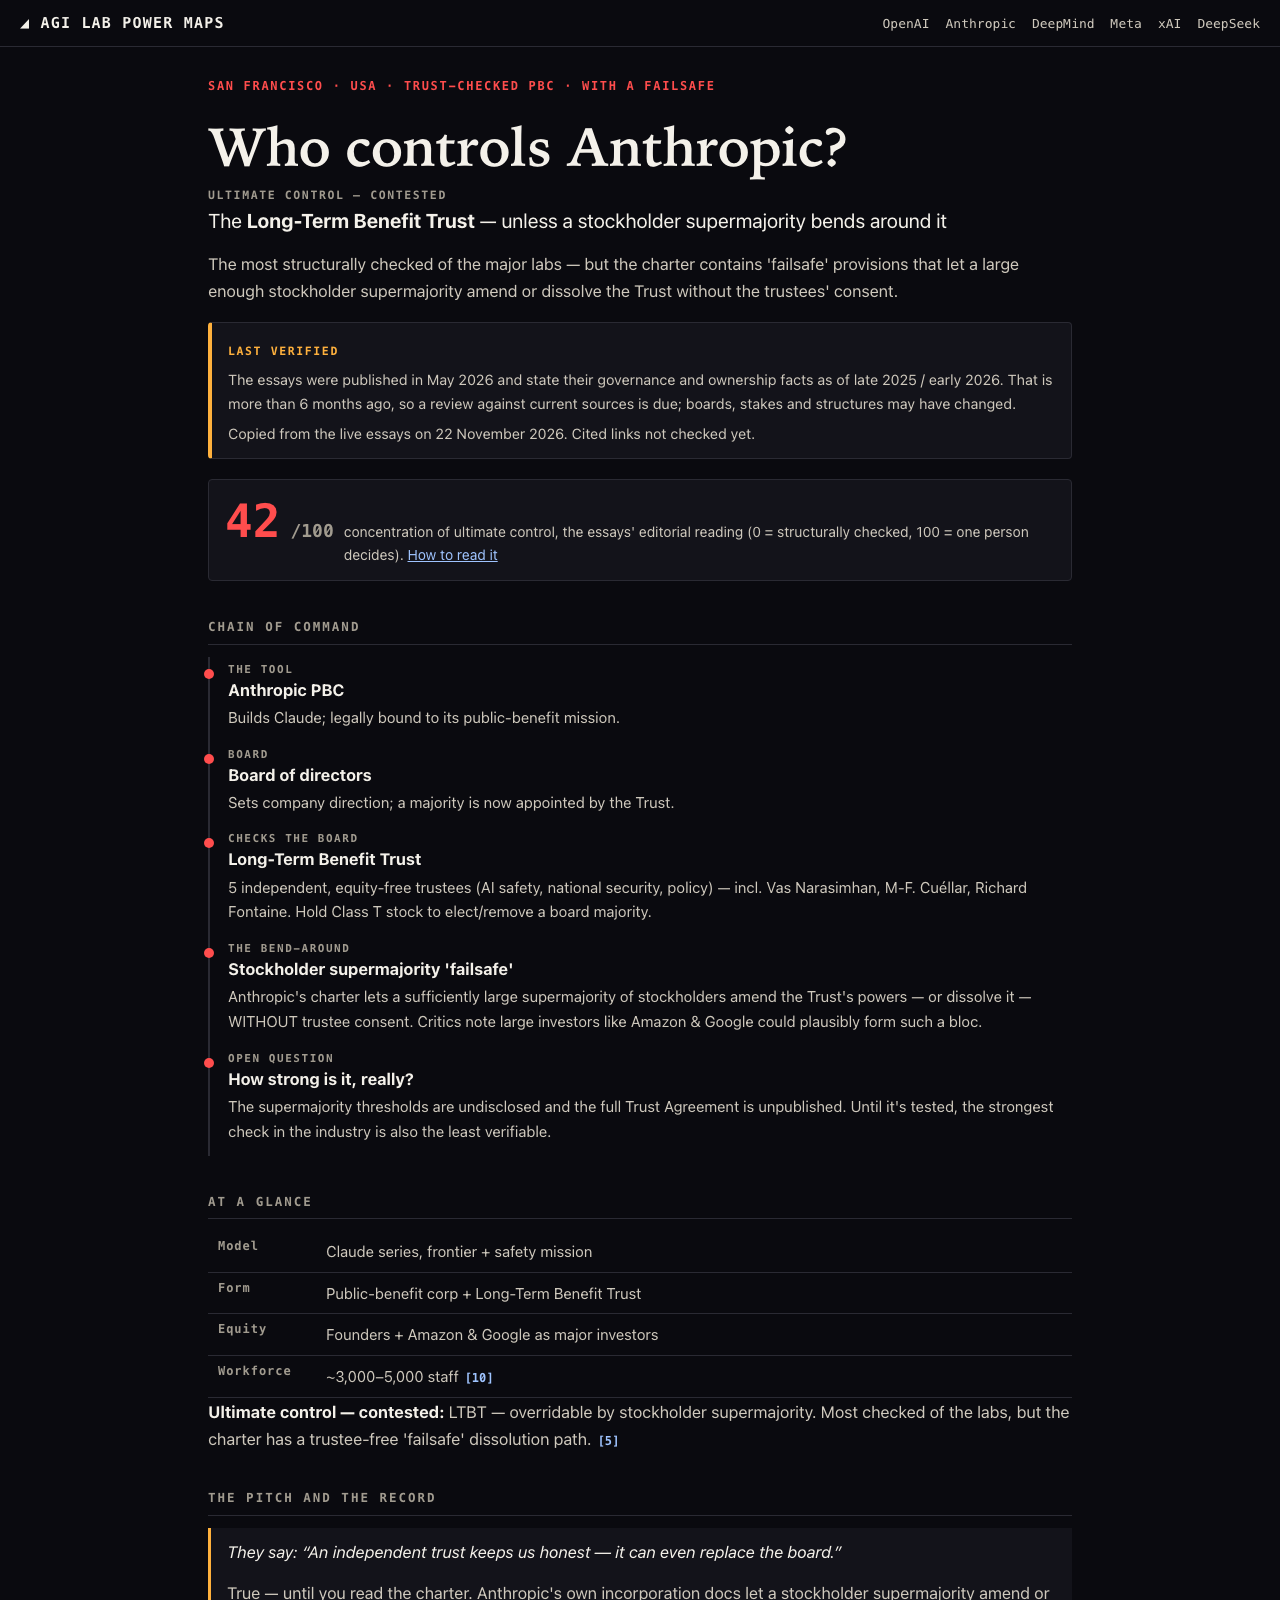 ◢ AGI LAB POWER MAPS
OpenAI Anthropic DeepMind Meta xAI DeepSeek
SAN FRANCISCO · USA · TRUST-CHECKED PBC · WITH A FAILSAFE
Who controls Anthropic?
ULTIMATE CONTROL — CONTESTED
The Long-Term Benefit Trust — unless a stockholder supermajority bends around it
The most structurally checked of the major labs — but the charter contains 'failsafe' provisions that let a large
enough stockholder supermajority amend or dissolve the Trust without the trustees' consent.
LAST VERIFIED
The essays were published in May 2026 and state their governance and ownership facts as of late 2025 / early 2026. That is
more than 6 months ago, so a review against current sources is due; boards, stakes and structures may have changed.
Copied from the live essays on 22 November 2026. Cited links not checked yet.
42 /100 concentration of ultimate control, the essays' editorial reading (0 = structurally checked, 100 = one person
decides). How to read it
CHAIN OF COMMAND
THE TOOL
Anthropic PBC
Builds Claude; legally bound to its public-benefit mission.
BOARD
Board of directors
Sets company direction; a majority is now appointed by the Trust.
CHECKS THE BOARD
Long-Term Benefit Trust
5 independent, equity-free trustees (AI safety, national security, policy) — incl. Vas Narasimhan, M-F. Cuéllar, Richard
Fontaine. Hold Class T stock to elect/remove a board majority.
THE BEND-AROUND
Stockholder supermajority 'failsafe'
Anthropic's charter lets a sufficiently large supermajority of stockholders amend the Trust's powers — or dissolve it —
WITHOUT trustee consent. Critics note large investors like Amazon & Google could plausibly form such a bloc.
OPEN QUESTION
How strong is it, really?
The supermajority thresholds are undisclosed and the full Trust Agreement is unpublished. Until it's tested, the strongest
check in the industry is also the least verifiable.
AT A GLANCE
Model Claude series, frontier + safety mission
Form Public-benefit corp + Long-Term Benefit Trust
Equity Founders + Amazon & Google as major investors
Workforce ~3,000–5,000 staff [10]
Ultimate control — contested: LTBT — overridable by stockholder supermajority. Most checked of the labs, but the
charter has a trustee-free 'failsafe' dissolution path. [5]
THE PITCH AND THE RECORD
They say: “An independent trust keeps us honest — it can even replace the board.”
True — until you read the charter. Anthropic's own incorporation docs let a stockholder supermajority amend or